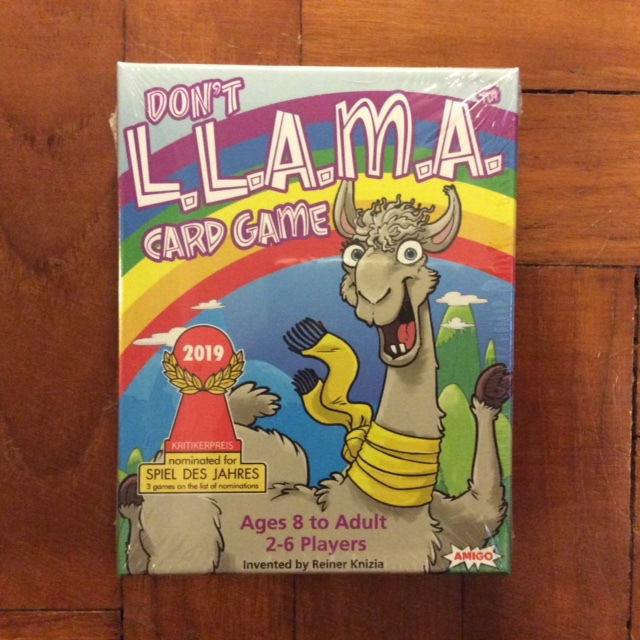 DON'T
L.L.A.M.A.
CARD GAME
2019
KRITIKERPREIS
nominated for
SPIEL DES JAHRES
3 games on the list of nominations
Ages 8 to Adult
2-6 Players
Invented by Reiner Knizia
AMIGO